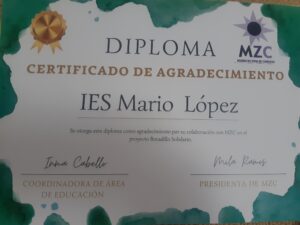 DIPLOMA
MZC
CERTIFICADO DE AGRADECIMIENTO
IES Mario López
Se otorga este diploma como agradecimiento por su colaboración con MZC en el
proyecto Bocadillo Solidario.
Inma Cabello
Mila Ramos
COORDINADORA DE ÁREA
DE EDUCACIÓN
PRESIDENTA DE MZC